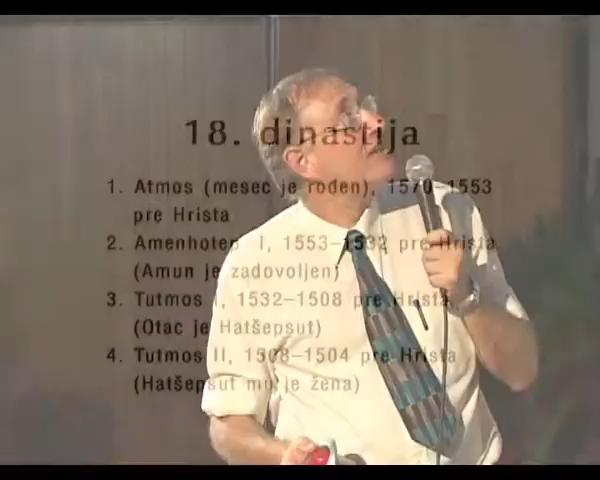 18. dinastija
1. Atmos (mesec je rođen), 1570–1553
pre Hrista
2. Amenhotep I, 1553–1532 pre Hrista
(Amun je zadovoljen)
3. Tutmos I, 1532–1508 pre Hrista
(Otac je Hatšepsut)
4. Tutmos II, 1508–1504 pre Hrista
(Hatšepsut mu je žena)